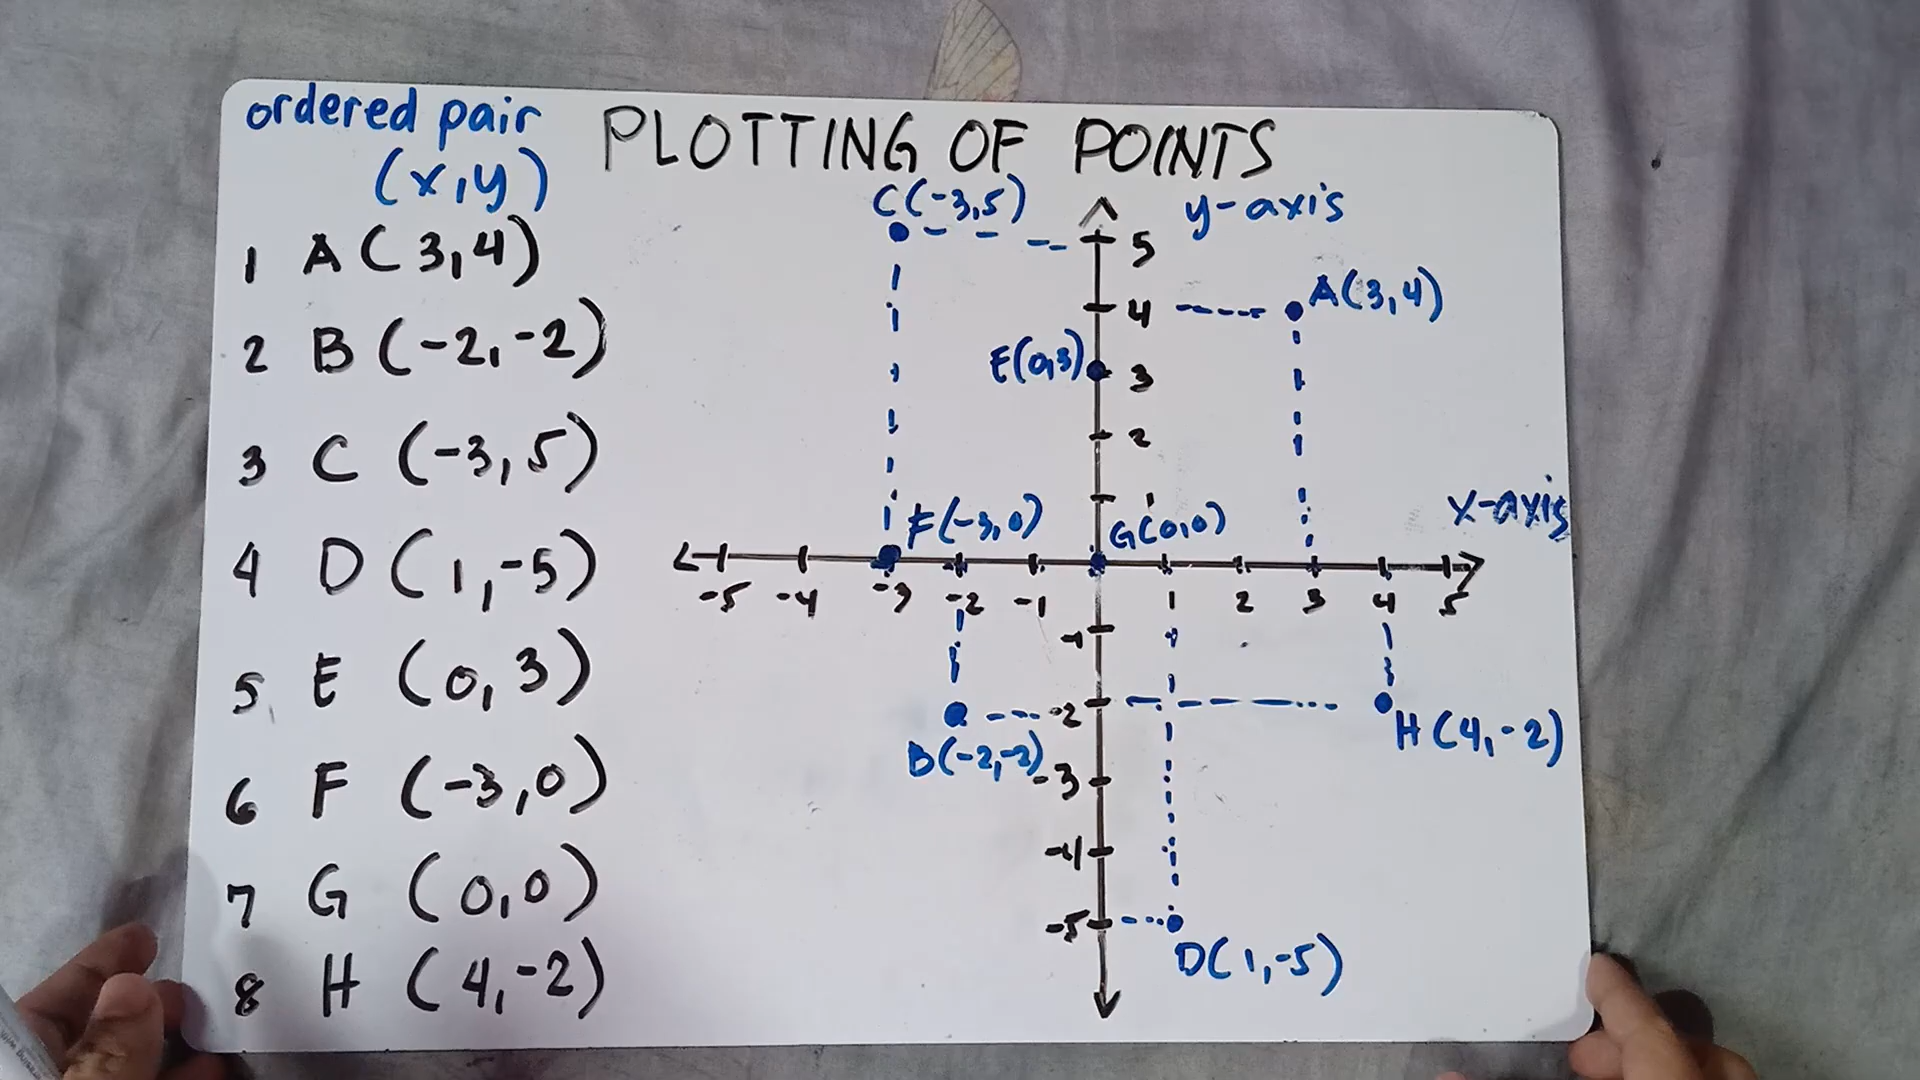 ordered pair
(x,y)
PLOTTING OF POINTS
1 A (3,4)
2 B (-2,-2)
3 C (-3,5)
4 D (1,-5)
5 E (0,3)
6 F (-3,0)
7 G (0,0)
8 H (4,-2)
C(-3,5)
y-axis
5
A(3,4)
4
E(0,3)
3
2
1
x-axis
F(-3,0)
G(0,0)
-5 -4 -3 -2 -1 1 2 3 4 5
-1
-2
H(4,-2)
B(-2,-2)
-3
-4
-5
D(1,-5)